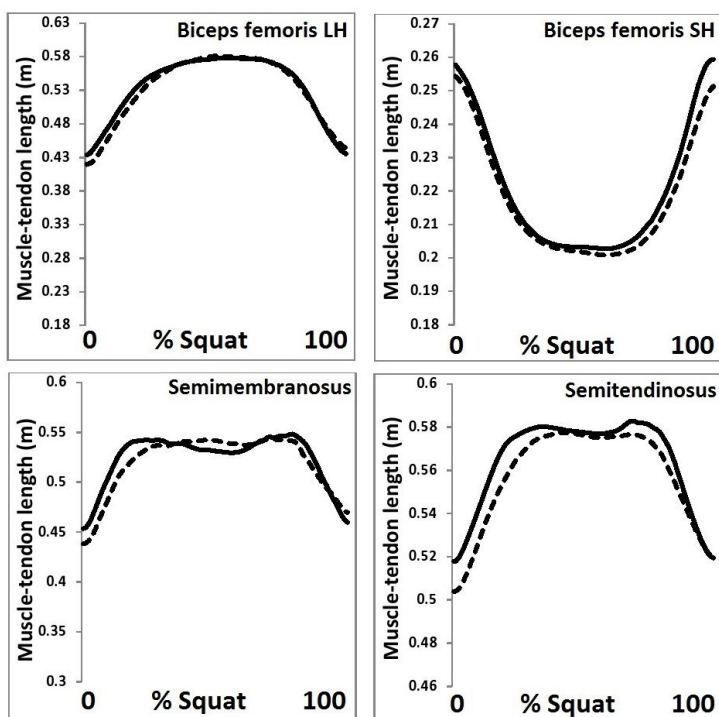 Biceps femoris LH
Muscle-tendon length (m)
0.63
0.58
0.53
0.48
0.43
0.38
0.33
0.28
0.23
0.18
0 % Squat 100
Biceps femoris SH
Muscle-tendon length (m)
0.27
0.26
0.25
0.24
0.23
0.22
0.21
0.2
0.19
0.18
0 % Squat 100
Semimembranosus
Muscle-tendon length (m)
0.6
0.55
0.5
0.45
0.4
0.35
0.3
0 % Squat 100
Semitendinosus
Muscle-tendon length (m)
0.6
0.58
0.56
0.54
0.52
0.5
0.48
0.46
0 % Squat 100